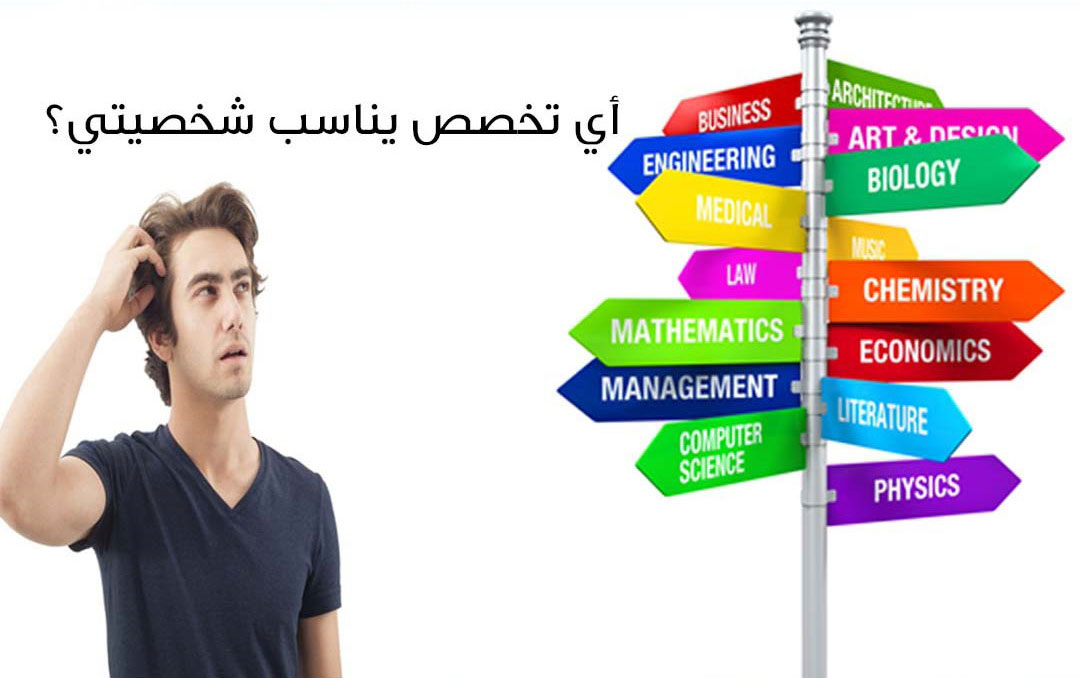 أي تخصص يناسب شخصيتي؟
BUSINESS
ENGINEERING
MEDICAL
LAW
MATHEMATICS
MANAGEMENT
COMPUTER
SCIENCE
ARCHITECTURE
ART & DESIGN
BIOLOGY
MUSIC
CHEMISTRY
ECONOMICS
LITERATURE
PHYSICS